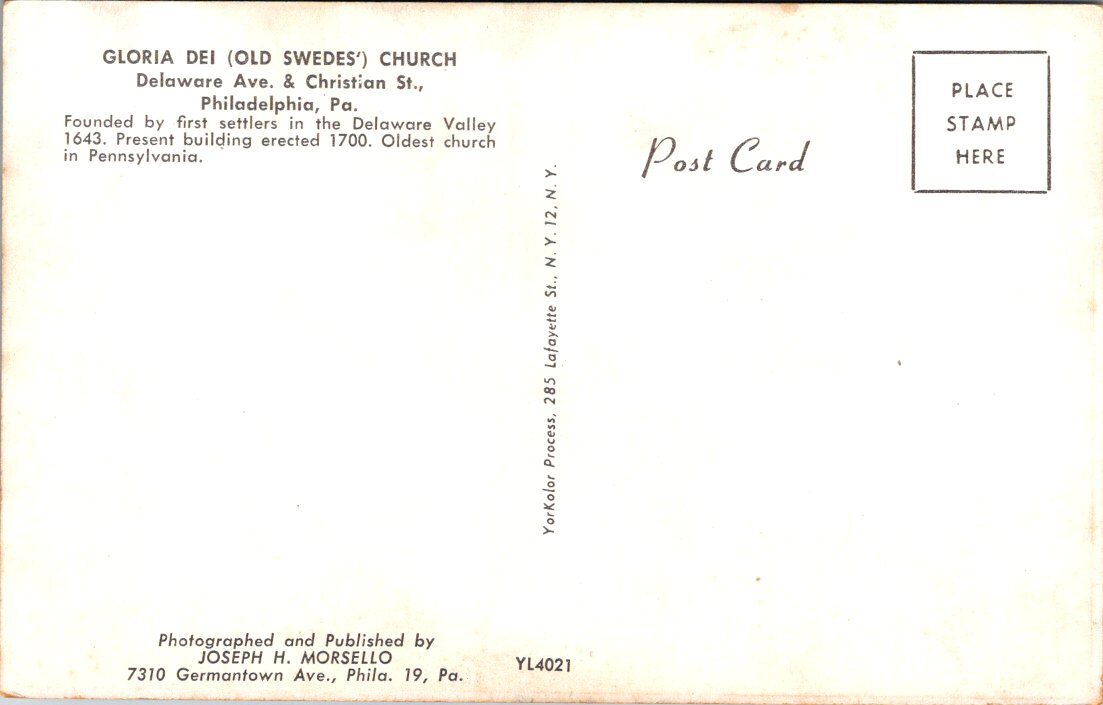 GLORIA DEI (OLD SWEDES') CHURCH
Delaware Ave. & Christian St.,
Philadelphia, Pa.
Founded by first settlers in the Delaware Valley
1643. Present building erected 1700. Oldest church
in Pennsylvania.
Photographed and Published by
JOSEPH H. MORSELLO
7310 Germantown Ave., Phila. 19, Pa.
YorKolor Process, 285 Lafayette St., N. Y. 12, N. Y.
YL4021
Post Card
PLACE
STAMP
HERE